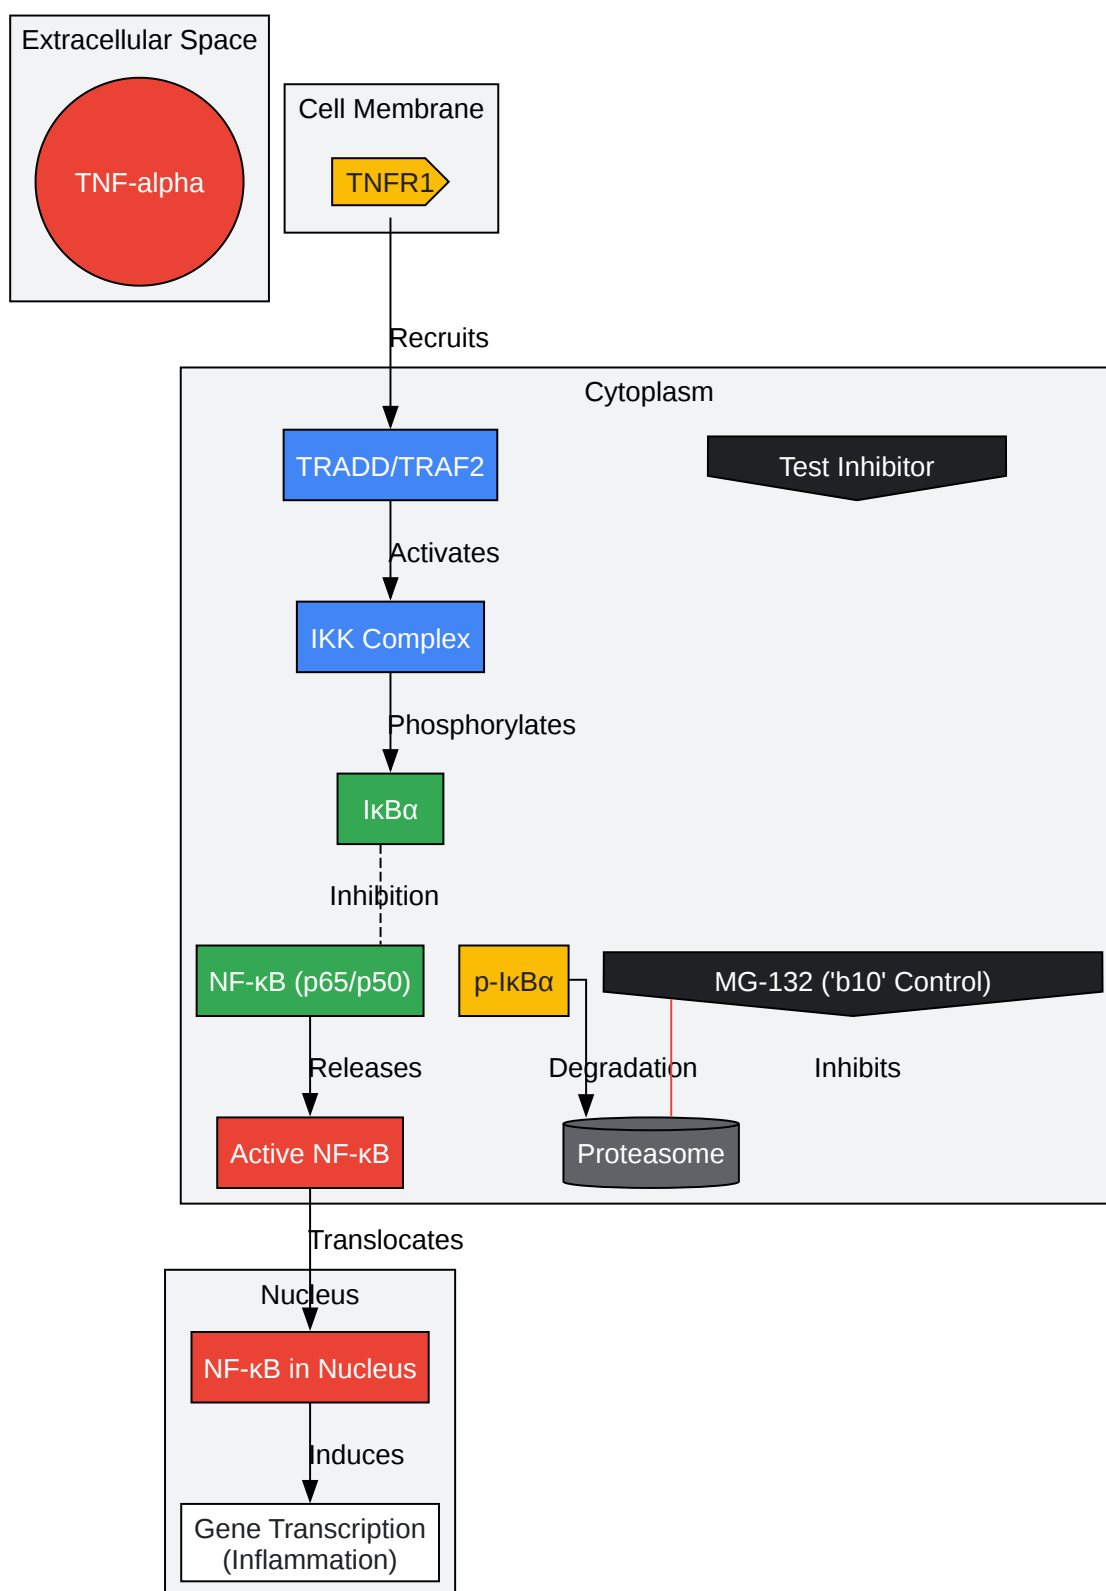 Extracellular Space
TNF-alpha
Cell Membrane
TNFR1
Recruits
Cytoplasm
TRADD/TRAF2
Test Inhibitor
Activates
IKK Complex
Phosphorylates
IκBα
Inhibition
NF-κB (p65/p50)
p-IκBα
MG-132 ('b10' Control)
Releases
Degradation
Inhibits
Active NF-κB
Proteasome
Translocates
Nucleus
NF-κB in Nucleus
Induces
Gene Transcription
(Inflammation)